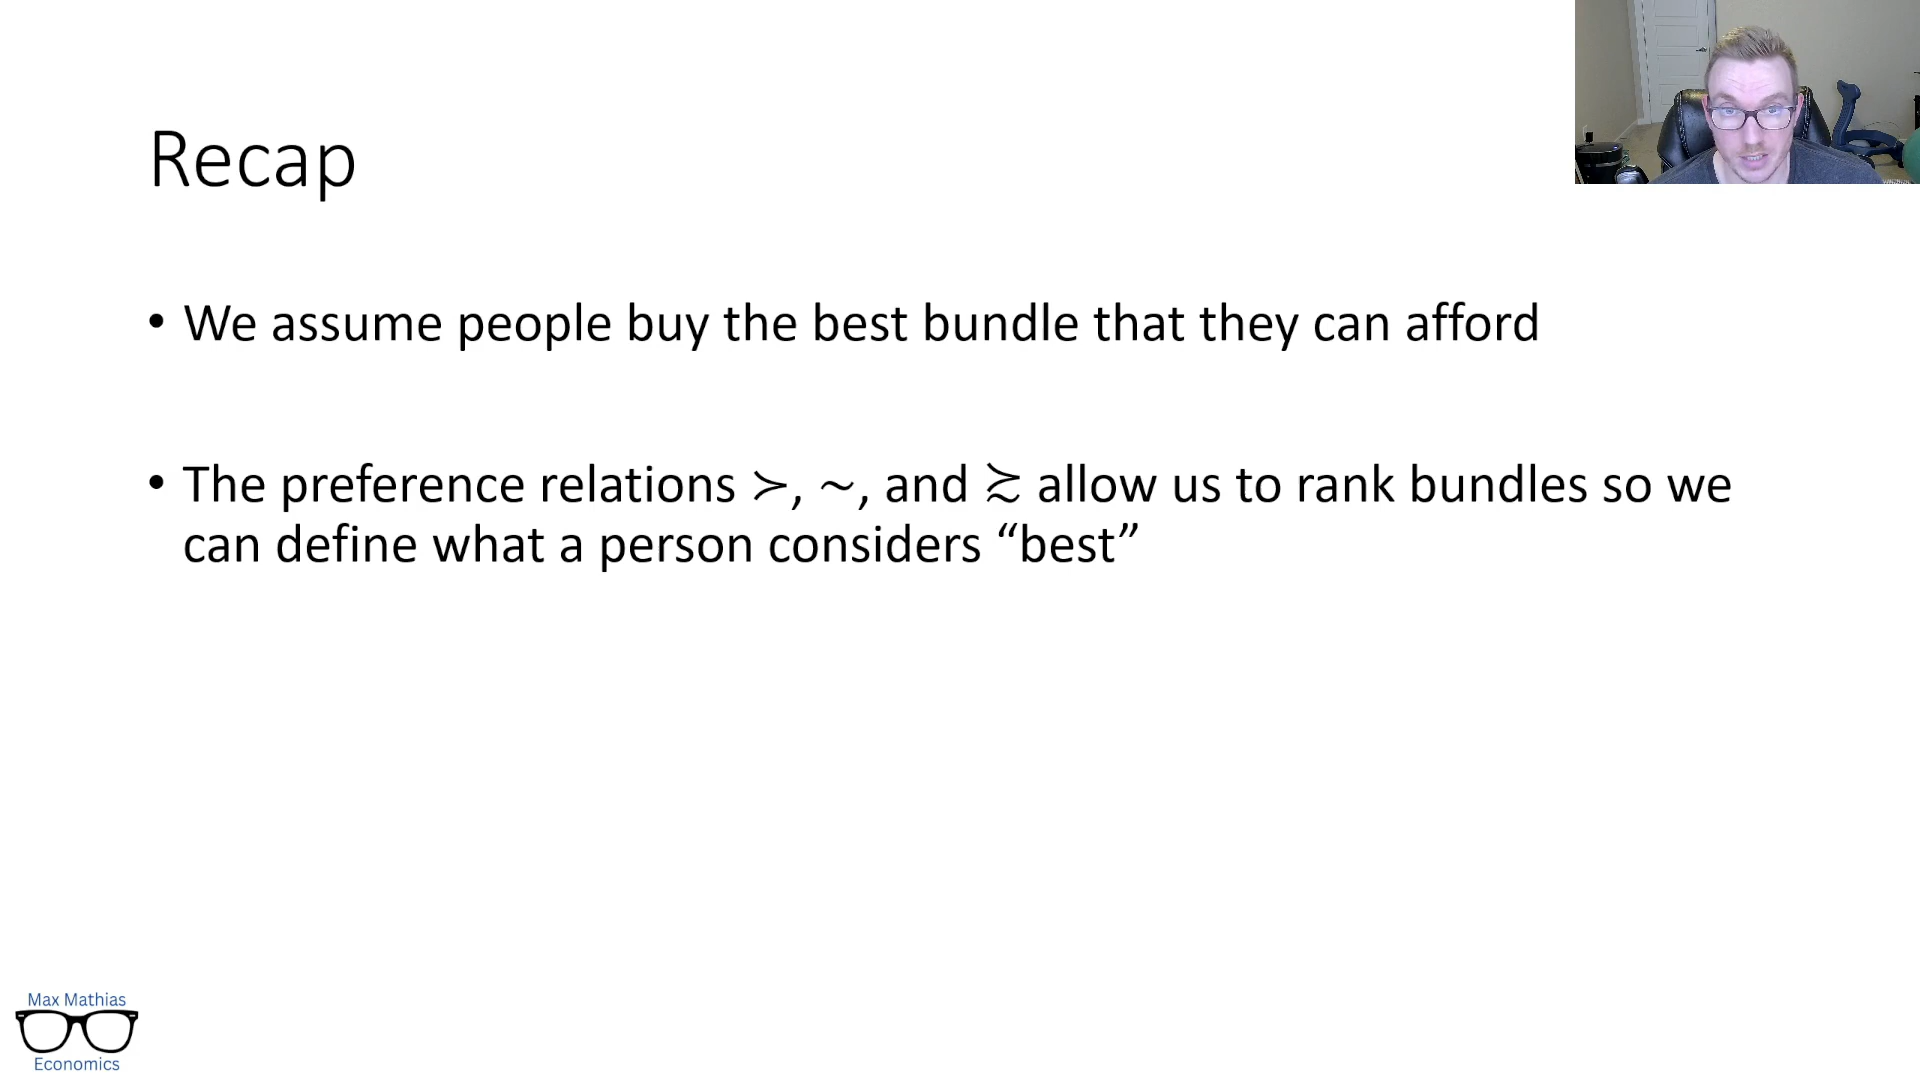 Recap
• We assume people buy the best bundle that they can afford
• The preference relations ≻, ~, and ≿ allow us to rank bundles so we
can define what a person considers “best”
Max Mathias
Economics